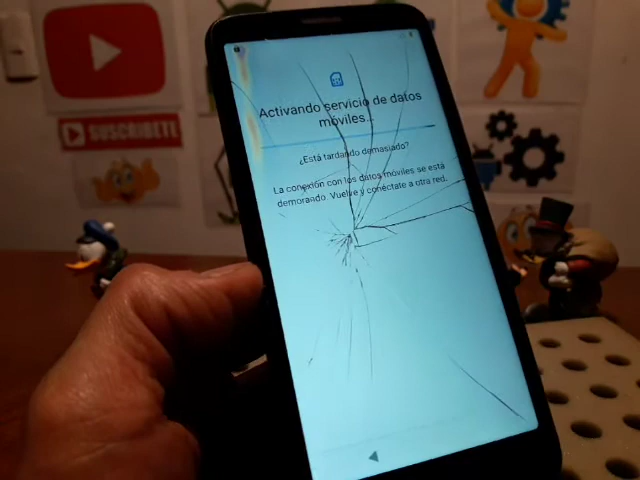 Activando servicio de datos
móviles..
¿Está tardando demasiado?
La conexión con los datos móviles se está
demorando. Vuelve y conéctate a otra red.
SUSCRIBETE